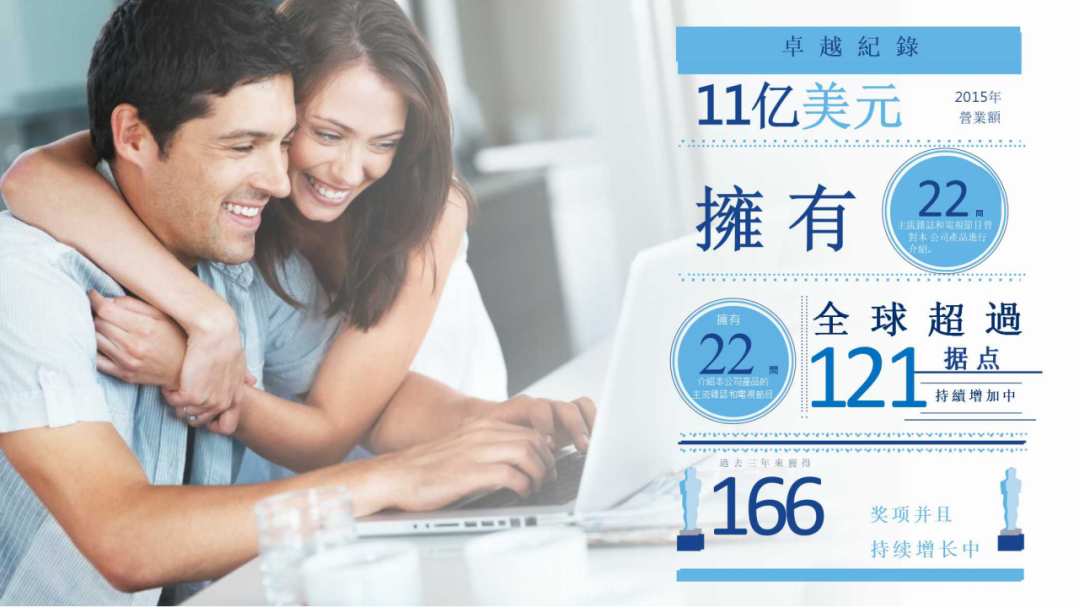 卓越紀錄
11亿美元
2015年
營業額
擁有
22間
主流雜誌和電視節目曾
對本公司產品進行
介紹。
擁有
22間
介紹本公司產品的
主流雜誌和電視節目
全球超過
121
据点
持續增加中
過去三年來獲得
166
奖项并且
持续增长中